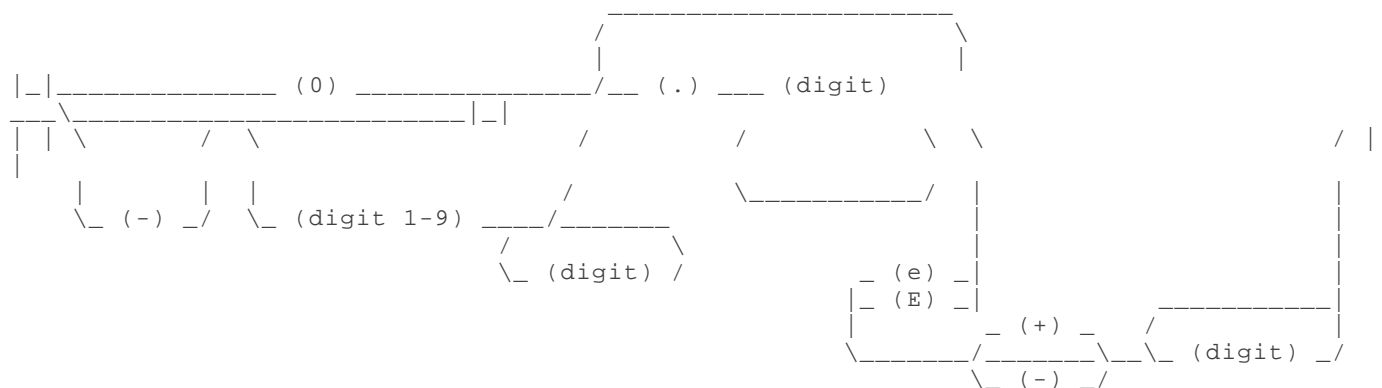 (0) (.) (digit)
(-) (digit 1-9)
(digit) (e)
(E)
(+)
(digit)
(-)